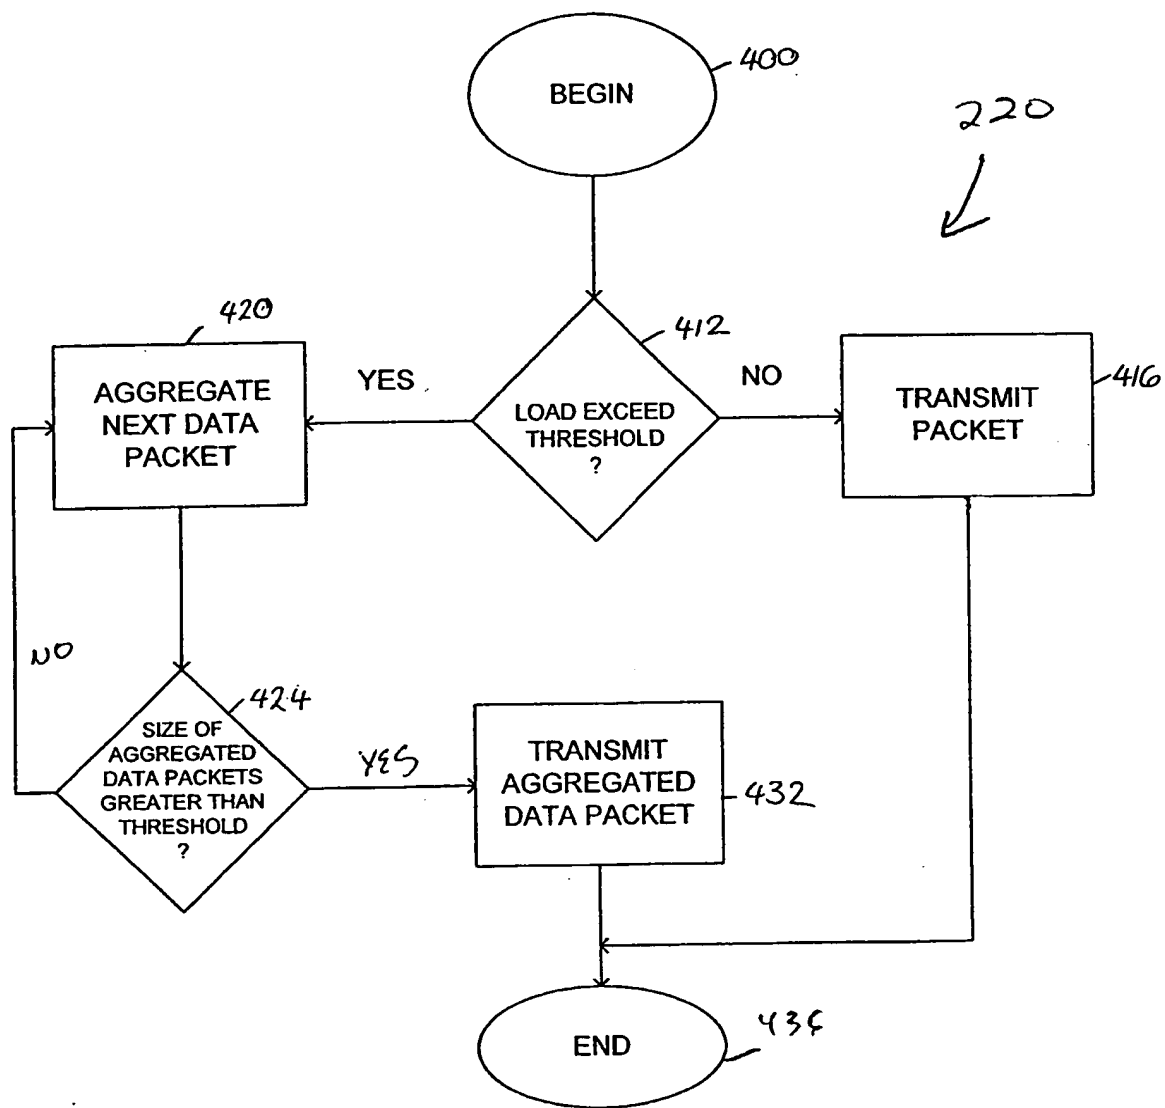 BEGIN
400
220
420
412
416
AGGREGATE
NEXT DATA
PACKET
YES
LOAD EXCEED
THRESHOLD
?
NO
TRANSMIT
PACKET
NO
424
SIZE OF
AGGREGATED
DATA PACKETS
GREATER THAN
THRESHOLD
?
YES
TRANSMIT
AGGREGATED
DATA PACKET
432
END